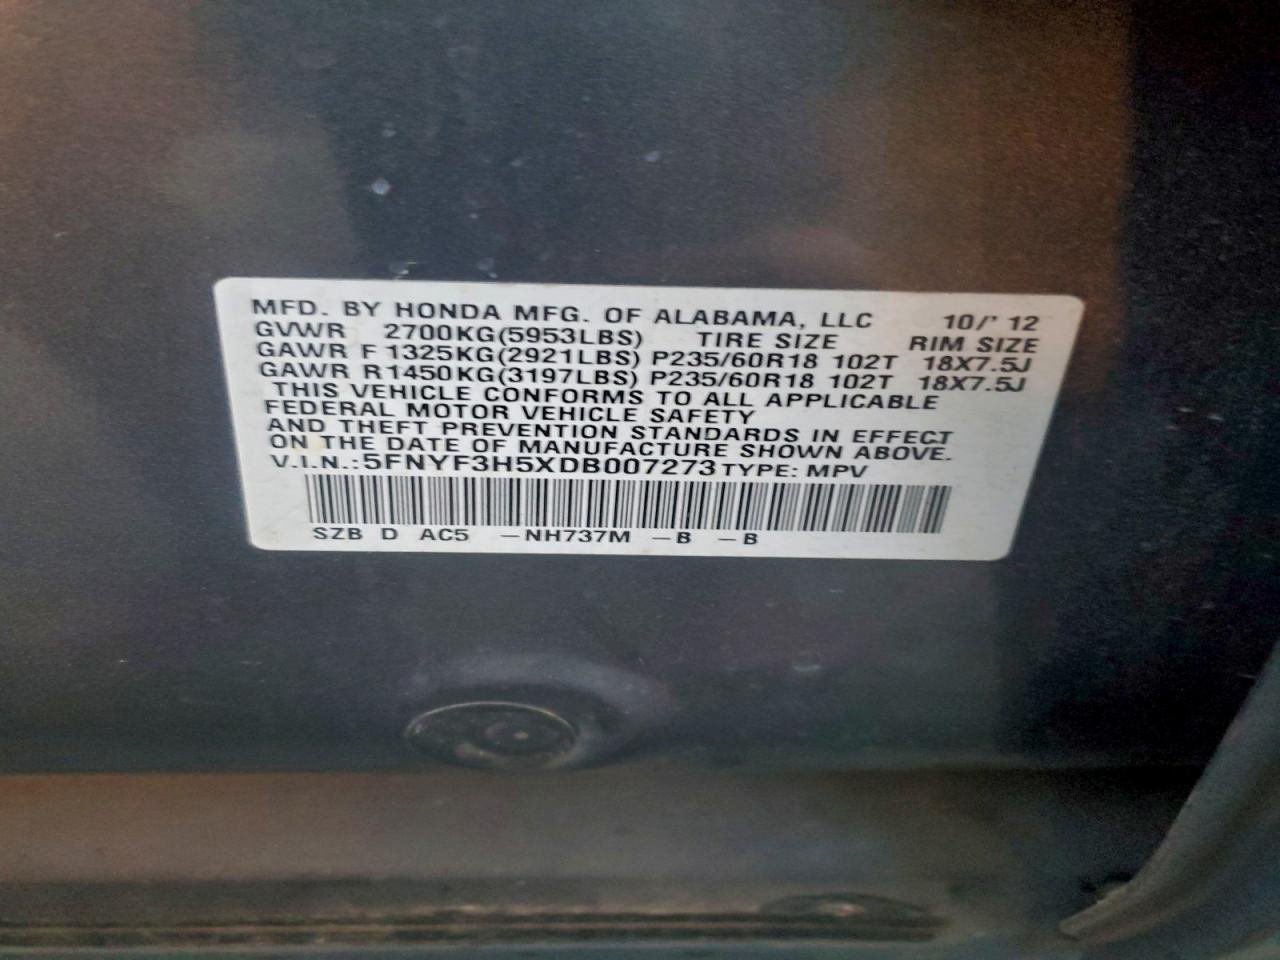 MFD. BY HONDA MFG. OF ALABAMA, LLC 10/' 12
GVWR 2700KG(5953LBS) TIRE SIZE RIM SIZE
GAWR F 1325KG(2921LBS) P235/60R18 102T 18X7.5J
GAWR R1450KG(3197LBS) P235/60R18 102T 18X7.5J
THIS VEHICLE CONFORMS TO ALL APPLICABLE
FEDERAL MOTOR VEHICLE SAFETY
AND THEFT PREVENTION STANDARDS IN EFFECT
ON THE DATE OF MANUFACTURE SHOWN ABOVE.
V.I.N.:5FNYF3H5XDB007273 TYPE: MPV
SZB D AC5 –NH737M –B –B